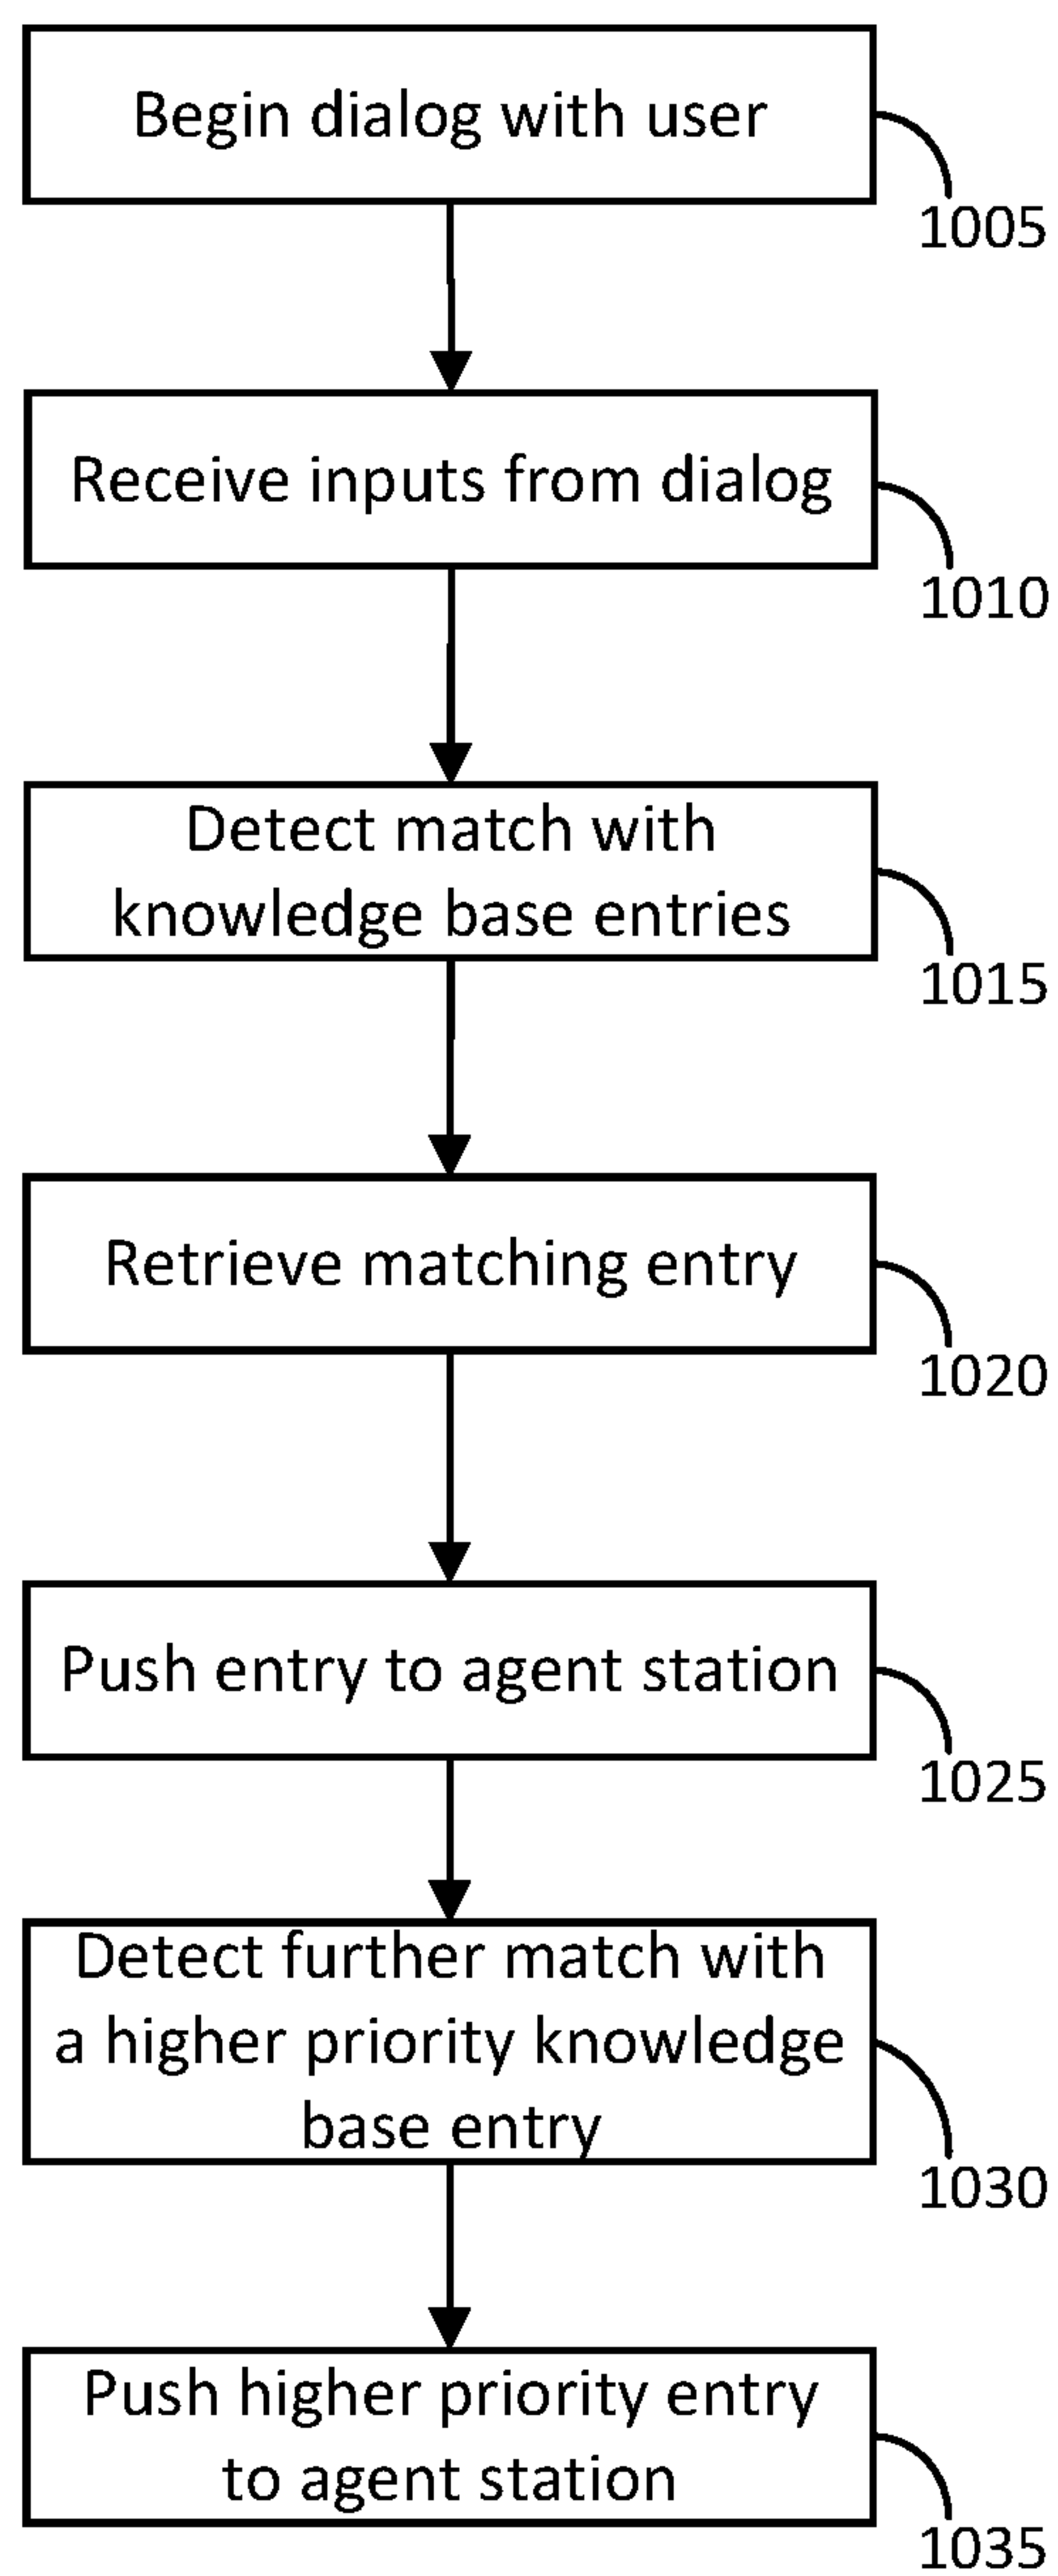 Begin dialog with user
1005
Receive inputs from dialog
1010
Detect match with
knowledge base entries
1015
Retrieve matching entry
1020
Push entry to agent station
1025
Detect further match with
a higher priority knowledge
base entry
1030
Push higher priority entry
to agent station
1035